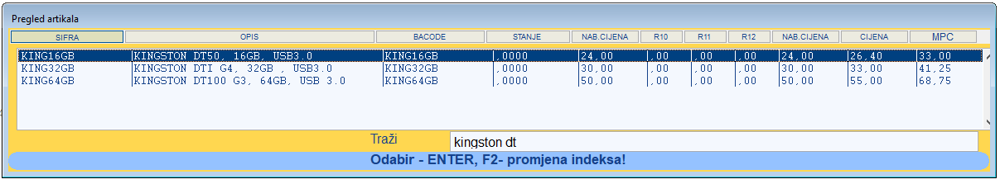 Pregled artikala
SIFRA OPIS BACODE STANJE NAB.CIJENA R10 R11 R12 NAB.CIJENA CIJENA MPC
KING16GB KINGSTON DT50, 16GB, USB3.0 KING16GB ,0000 24,00 ,00 ,00 ,00 24,00 26,40 33,00
KING32GB KINGSTON DTI G4, 32GB , USB3.0 KING32GB ,0000 30,00 ,00 ,00 ,00 30,00 33,00 41,25
KING64GB KINGSTON DT100 G3, 64GB, USB 3.0 KING64GB ,0000 50,00 ,00 ,00 ,00 50,00 55,00 68,75
Traži kingston dt
Odabir - ENTER, F2- promjena indeksa!